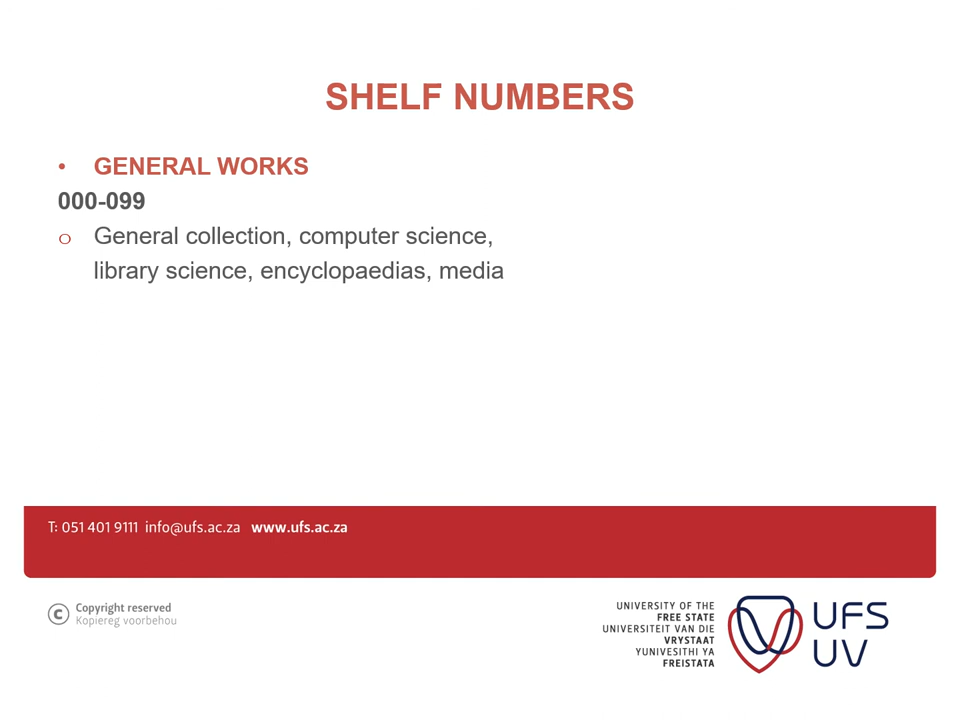 SHELF NUMBERS
• GENERAL WORKS
000-099
o General collection, computer science,
library science, encyclopaedias, media
T: 051 401 9111 info@ufs.ac.za www.ufs.ac.za
© Copyright reserved
Kopiereg voorbehou
UNIVERSITY OF THE
FREE STATE
UNIVERSITEIT VAN DIE
VRYSTAAT
YUNIVESITHI YA
FREISTATA
UFS
UV